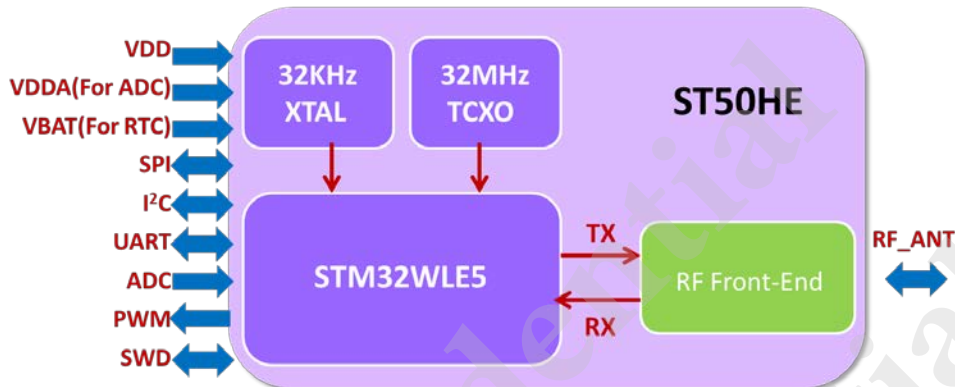 VDD
VDDA(For ADC)
VBAT(For RTC)
SPI
I²C
UART
ADC
PWM
SWD
32KHz
XTAL
32MHz
TCXO
ST50HE
STM32WLE5
TX
RX
RF Front-End
RF_ANT